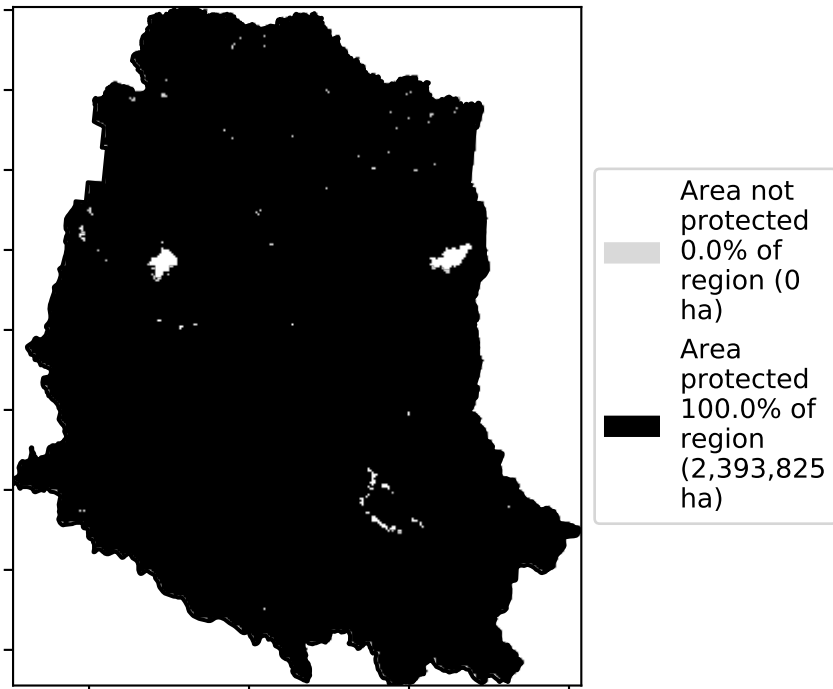 Area not
protected
0.0% of
region (0
ha)
Area
protected
100.0% of
region
(2,393,825
ha)